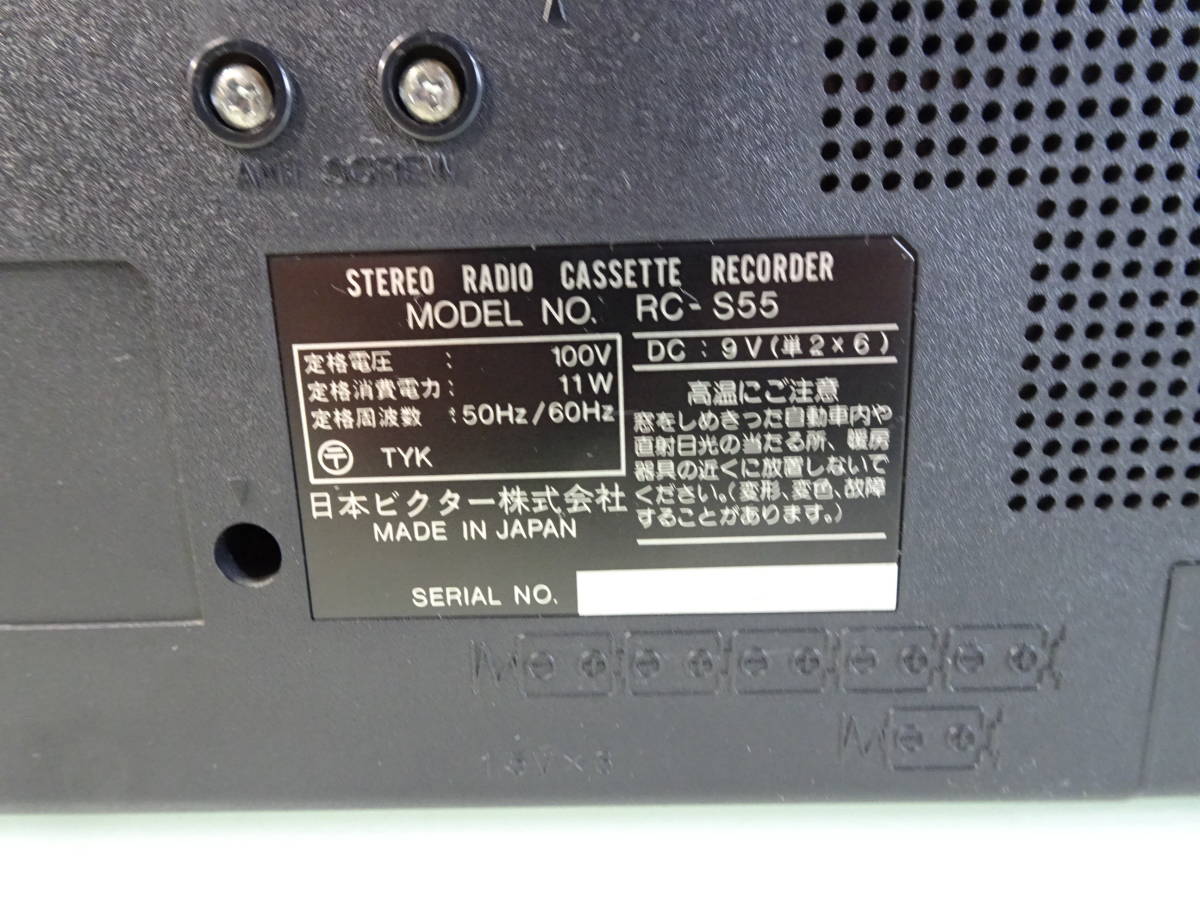 SCREW
STEREO RADIO CASSETTE RECORDER
MODEL NO. RC-S55
定格電圧 : 100V
定格消費電力 : 11W
定格周波数 : 50Hz/60Hz
〒 TYK
日本ビクター株式会社
MADE IN JAPAN
DC : 9V(単2×6)
高温にご注意
窓をしめきった自動車内や
直射日光の当たる所、暖房
器具の近くに放置しないで
ください。(変形、変色、故障
することがあります。)
SERIAL NO.